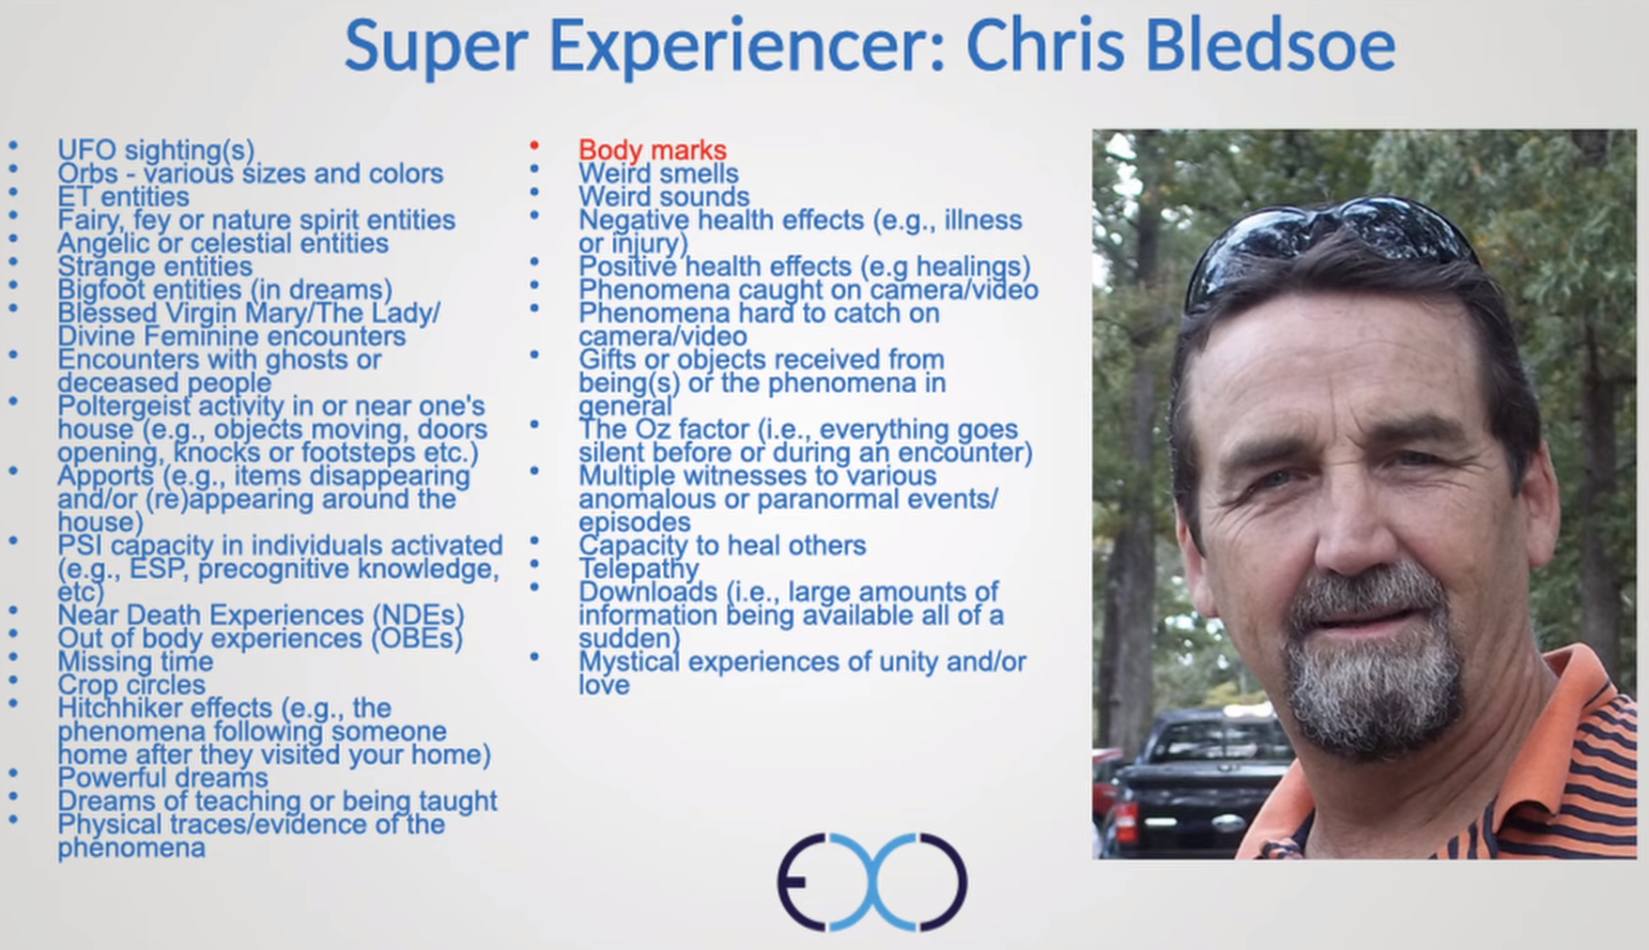 Super Experiencer: Chris Bledsoe
• UFO sighting(s)
• Orbs - various sizes and colors
• ET entities
• Fairy, fey or nature spirit entities
• Angelic or celestial entities
• Strange entities
• Bigfoot entities (in dreams)
• Blessed Virgin Mary/The Lady/
Divine Feminine encounters
• Encounters with ghosts or
deceased people
• Poltergeist activity in or near one's
house (e.g., objects moving, doors
opening, knocks or footsteps etc.)
• Apports (e.g., items disappearing
and/or (re)appearing around the
house)
• PSI capacity in individuals activated
(e.g., ESP, precognitive knowledge,
etc)
• Near Death Experiences (NDEs)
• Out of body experiences (OBEs)
• Missing time
• Crop circles
• Hitchhiker effects (e.g., the
phenomena following someone
home after they visited your home)
• Powerful dreams
• Dreams of teaching or being taught
• Physical traces/evidence of the
phenomena
• Body marks
• Weird smells
• Weird sounds
• Negative health effects (e.g., illness
or injury)
• Positive health effects (e.g healings)
• Phenomena caught on camera/video
• Phenomena hard to catch on
camera/video
• Gifts or objects received from
being(s) or the phenomena in
general
• The Oz factor (i.e., everything goes
silent before or during an encounter)
• Multiple witnesses to various
anomalous or paranormal events/
episodes
• Capacity to heal others
• Telepathy
• Downloads (i.e., large amounts of
information being available all of a
sudden)
• Mystical experiences of unity and/or
love
EXO